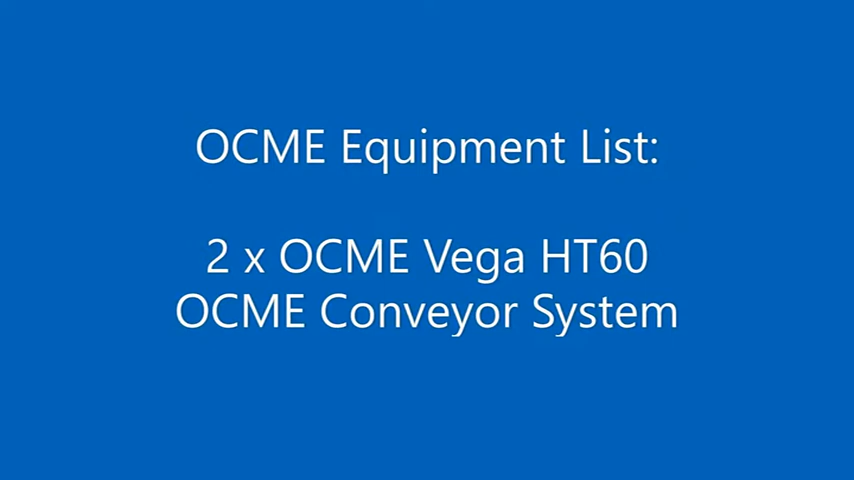 OCME Equipment List:
2 x OCME Vega HT60
OCME Conveyor System